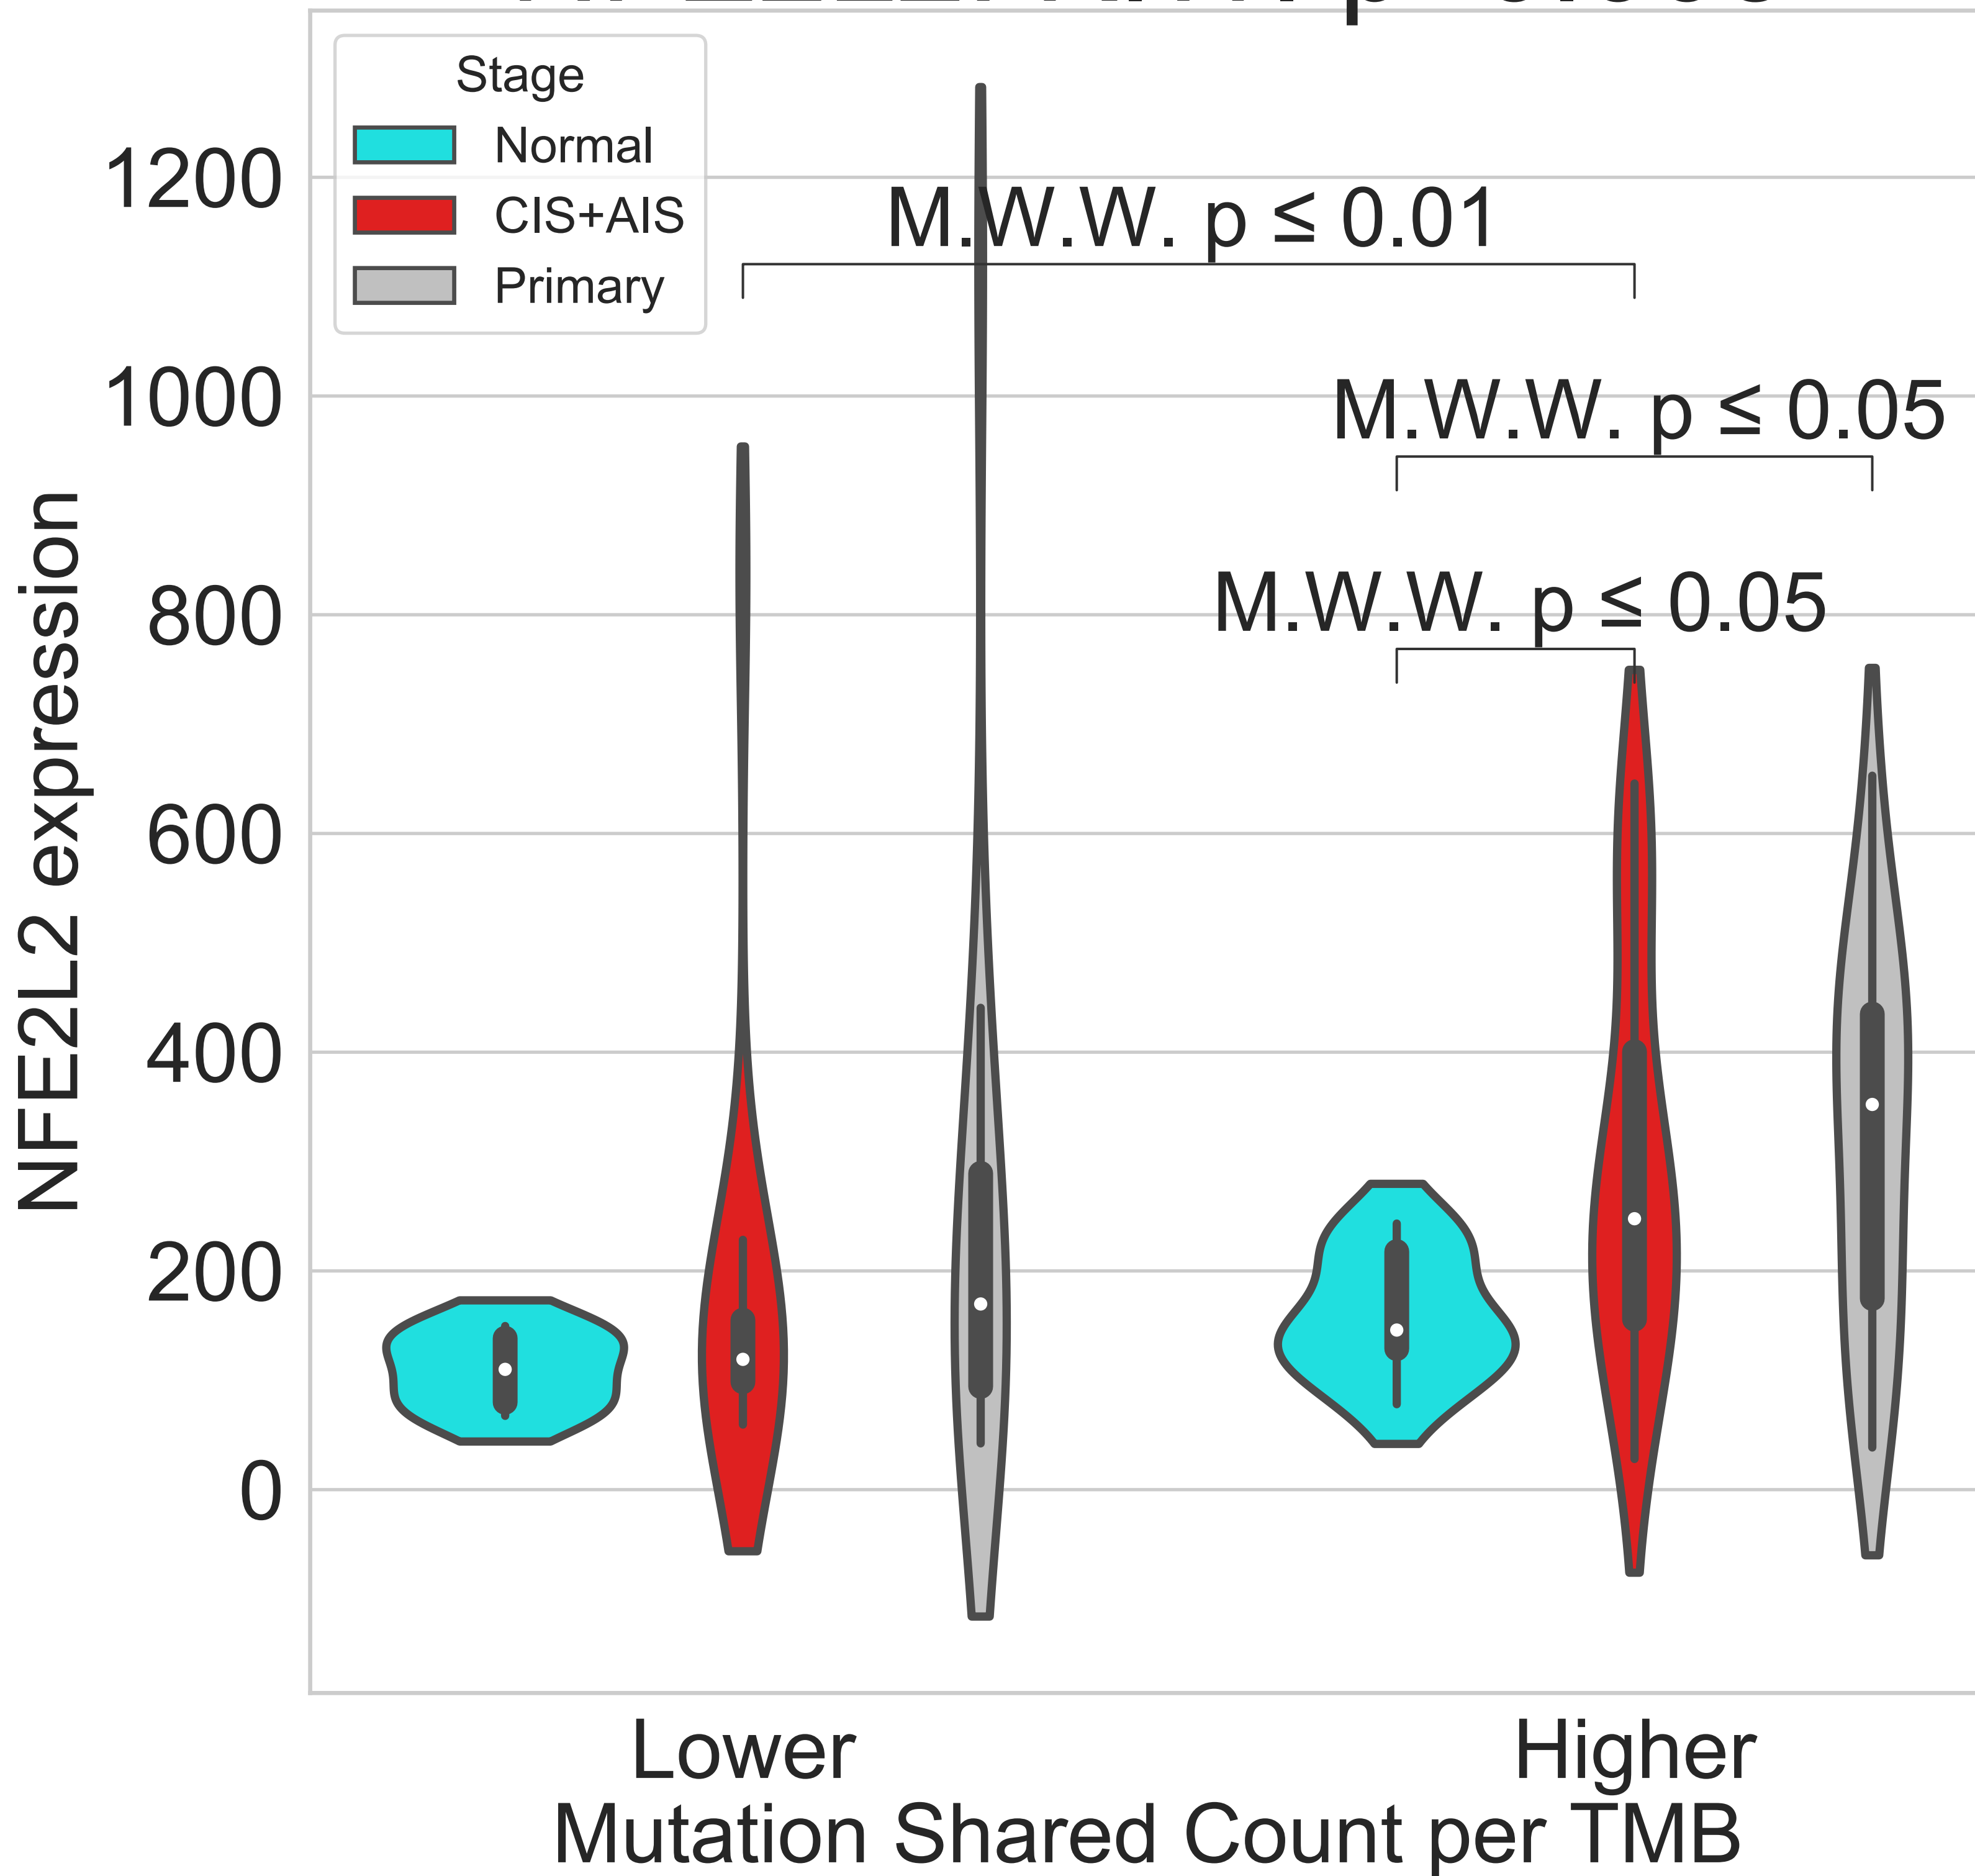 Stage
Normal
CIS+AIS
Primary
1200
1000
800
600
400
200
0
NFE2L2 expression
M.W.W. p ≤ 0.01
M.W.W. p ≤ 0.05
M.W.W. p ≤ 0.05
Lower
Higher
Mutation Shared Count per TMB